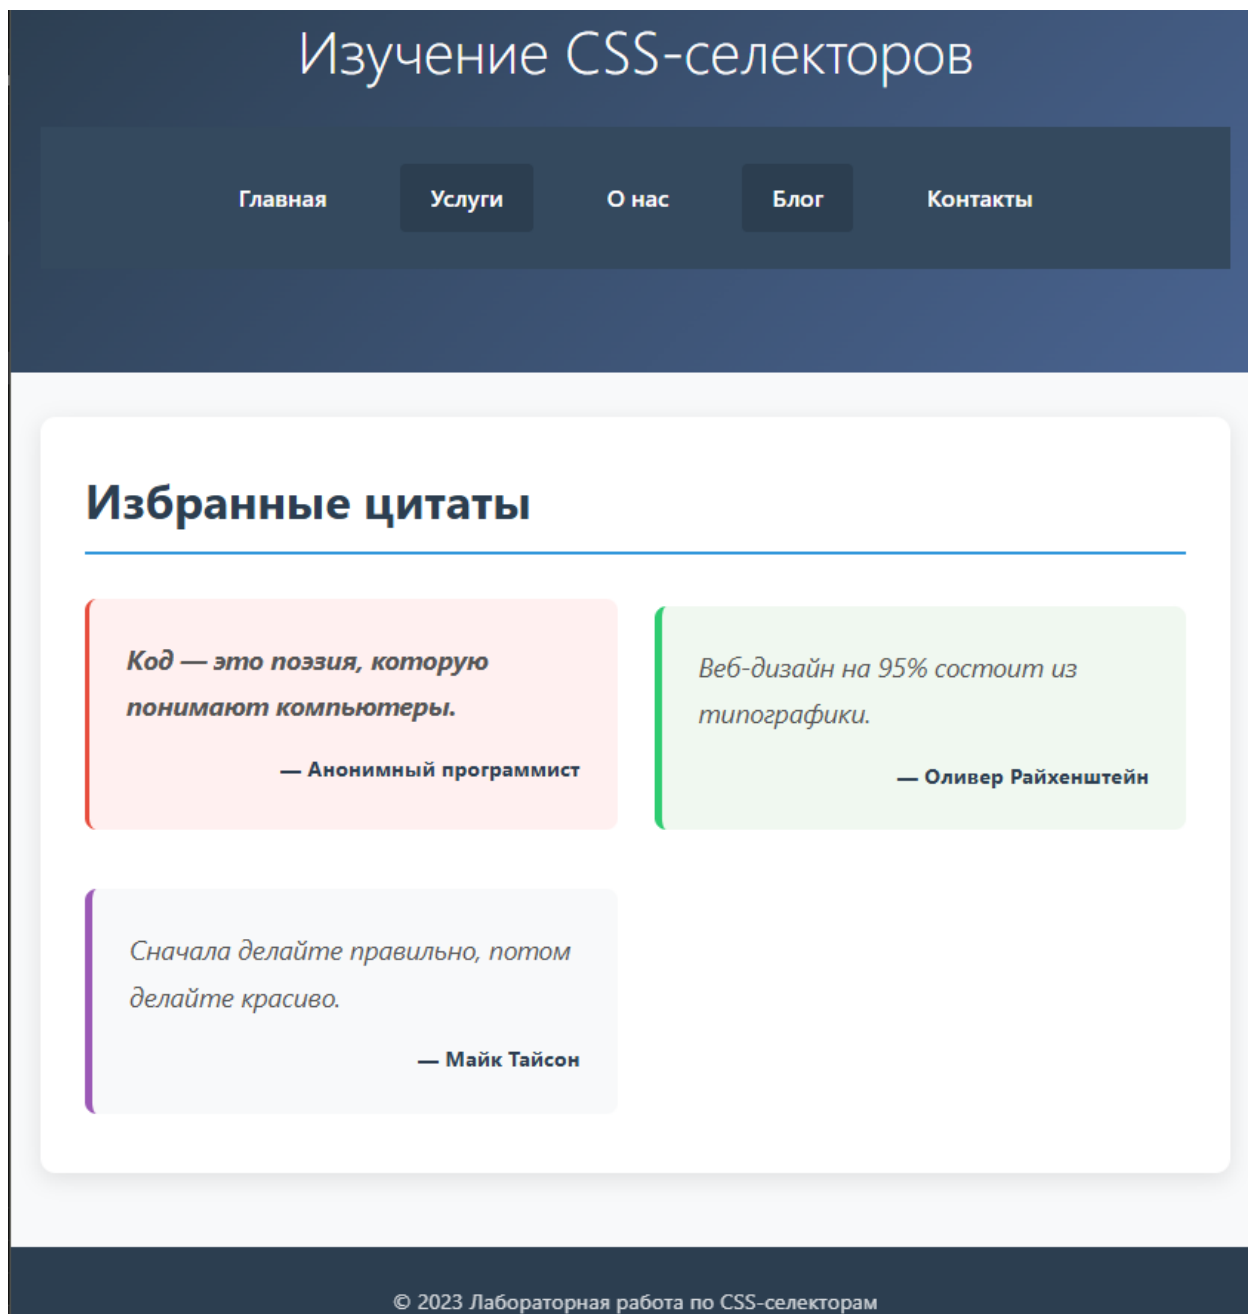 Изучение CSS-селекторов
Главная Услуги О нас Блог Контакты
Избранные цитаты
Код — это поэзия, которую
понимают компьютеры.
— Анонимный программист
Веб-дизайн на 95% состоит из
типографики.
— Оливер Райхенштейн
Сначала делайте правильно, потом
делайте красиво.
— Майк Тайсон
© 2023 Лабораторная работа по CSS-селекторам